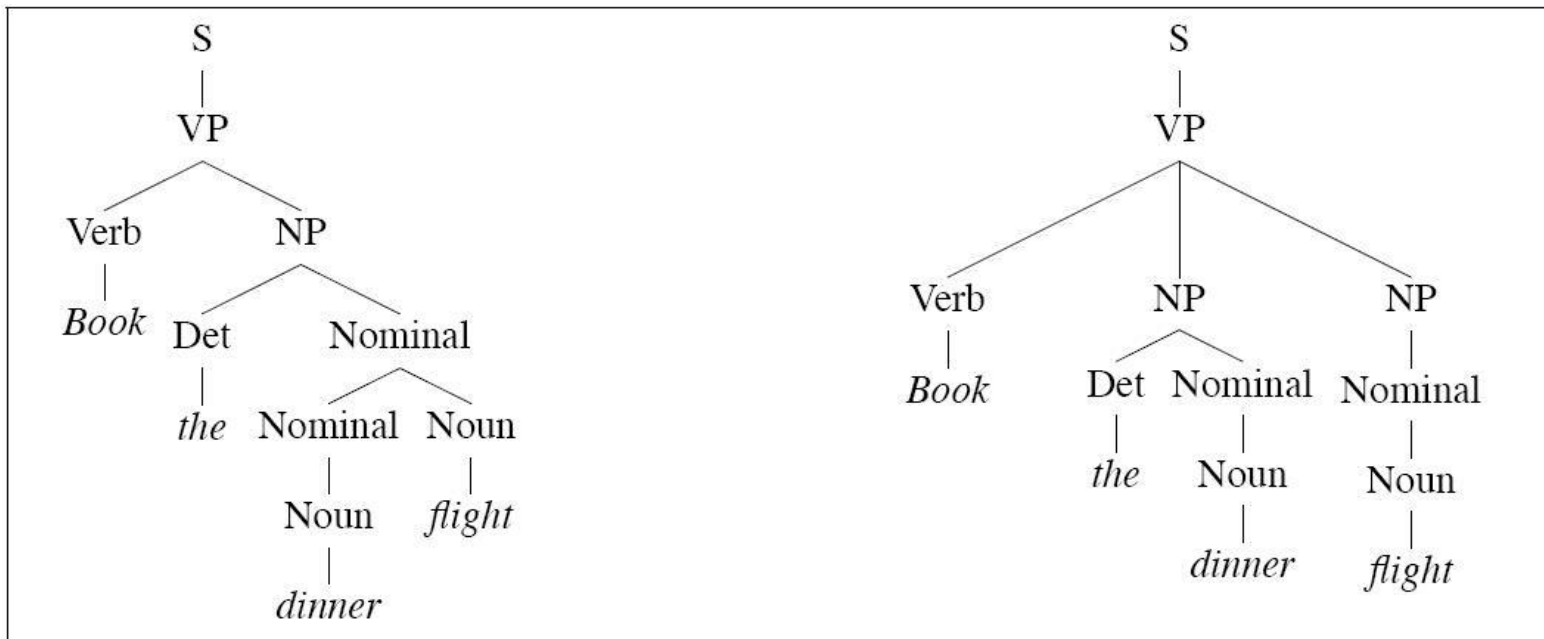 S
VP
Verb NP
Book Det Nominal
the Nominal Noun
Noun flight
dinner
S
VP
Verb NP NP
Book Det Nominal Nominal
the Noun Noun
dinner flight